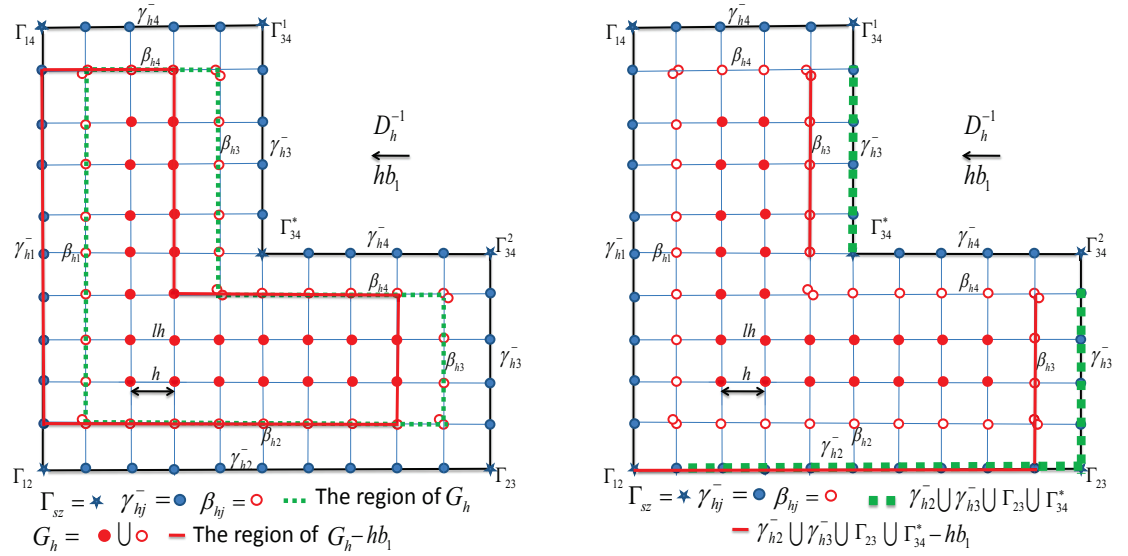 γ⁻h4
Γ14
Γ¹34
βh4
D⁻¹h
hb1
βh3
γ⁻h3
Γ*34
γ⁻h4
Γ²34
γ⁻h1
βh1
βh4
lh
h
βh3
γ⁻h3
βh2
γ⁻h2
Γ12
Γ23
Γsz = γ⁻hj = βhj = The region of Gh
Gh = ∪ The region of Gh - hb1
γ⁻h4
Γ14
Γ¹34
βh4
D⁻¹h
hb1
βh3
γ⁻h3
Γ*34
γ⁻h4
Γ²34
γ⁻h1
βh1
βh4
lh
h
βh3
γ⁻h3
βh2
γ⁻h2
Γ12
Γ23
Γsz = γ⁻hj = βhj = γ⁻h2 ∪ γ⁻h3 ∪ Γ23 ∪ Γ*34
γ⁻h2 ∪ γ⁻h3 ∪ Γ23 ∪ Γ*34 - hb1